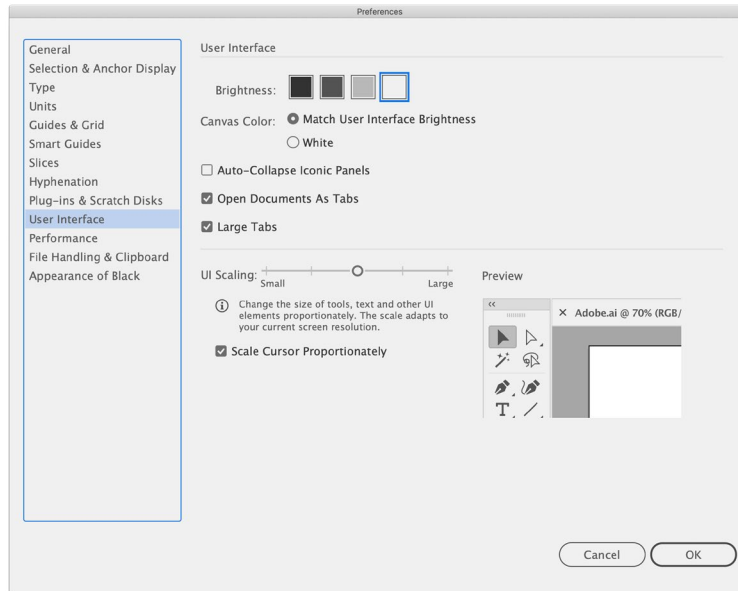 Preferences
General
Selection & Anchor Display
Type
Units
Guides & Grid
Smart Guides
Slices
Hyphenation
Plug-ins & Scratch Disks
User Interface
Performance
File Handling & Clipboard
Appearance of Black
User Interface
Brightness:
Canvas Color: Match User Interface Brightness
White
Auto-Collapse Iconic Panels
Open Documents As Tabs
Large Tabs
UI Scaling:
Small Large
Change the size of tools, text and other UI
elements proportionately. The scale adapts to
your current screen resolution.
Scale Cursor Proportionately
Preview
Adobe.ai @ 70% (RGB/
Cancel OK